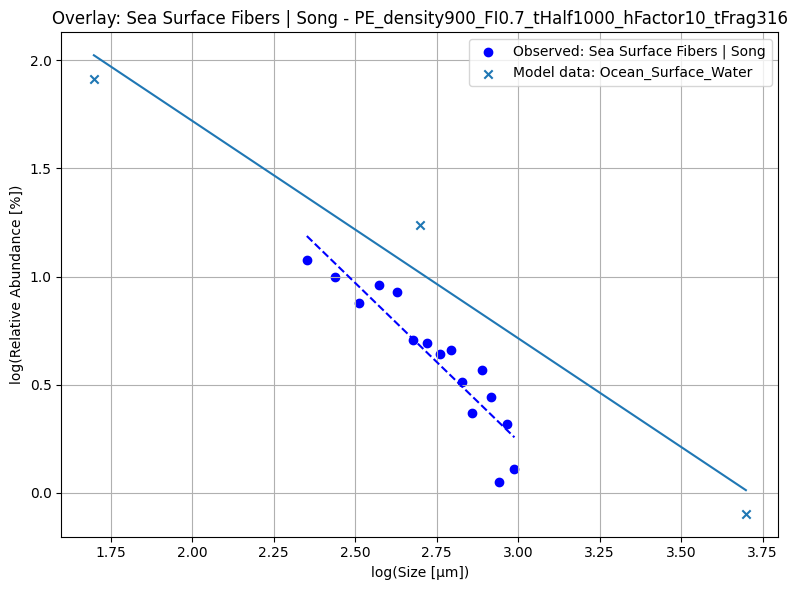 Overlay: Sea Surface Fibers | Song - PE_density900_FI0.7_tHalf1000_hFactor10_tFrag316
Observed: Sea Surface Fibers | Song
Model data: Ocean_Surface_Water
log(Relative Abundance [%])
2.0
1.5
1.0
0.5
0.0
1.75 2.00 2.25 2.50 2.75 3.00 3.25 3.50 3.75
log(Size [µm])